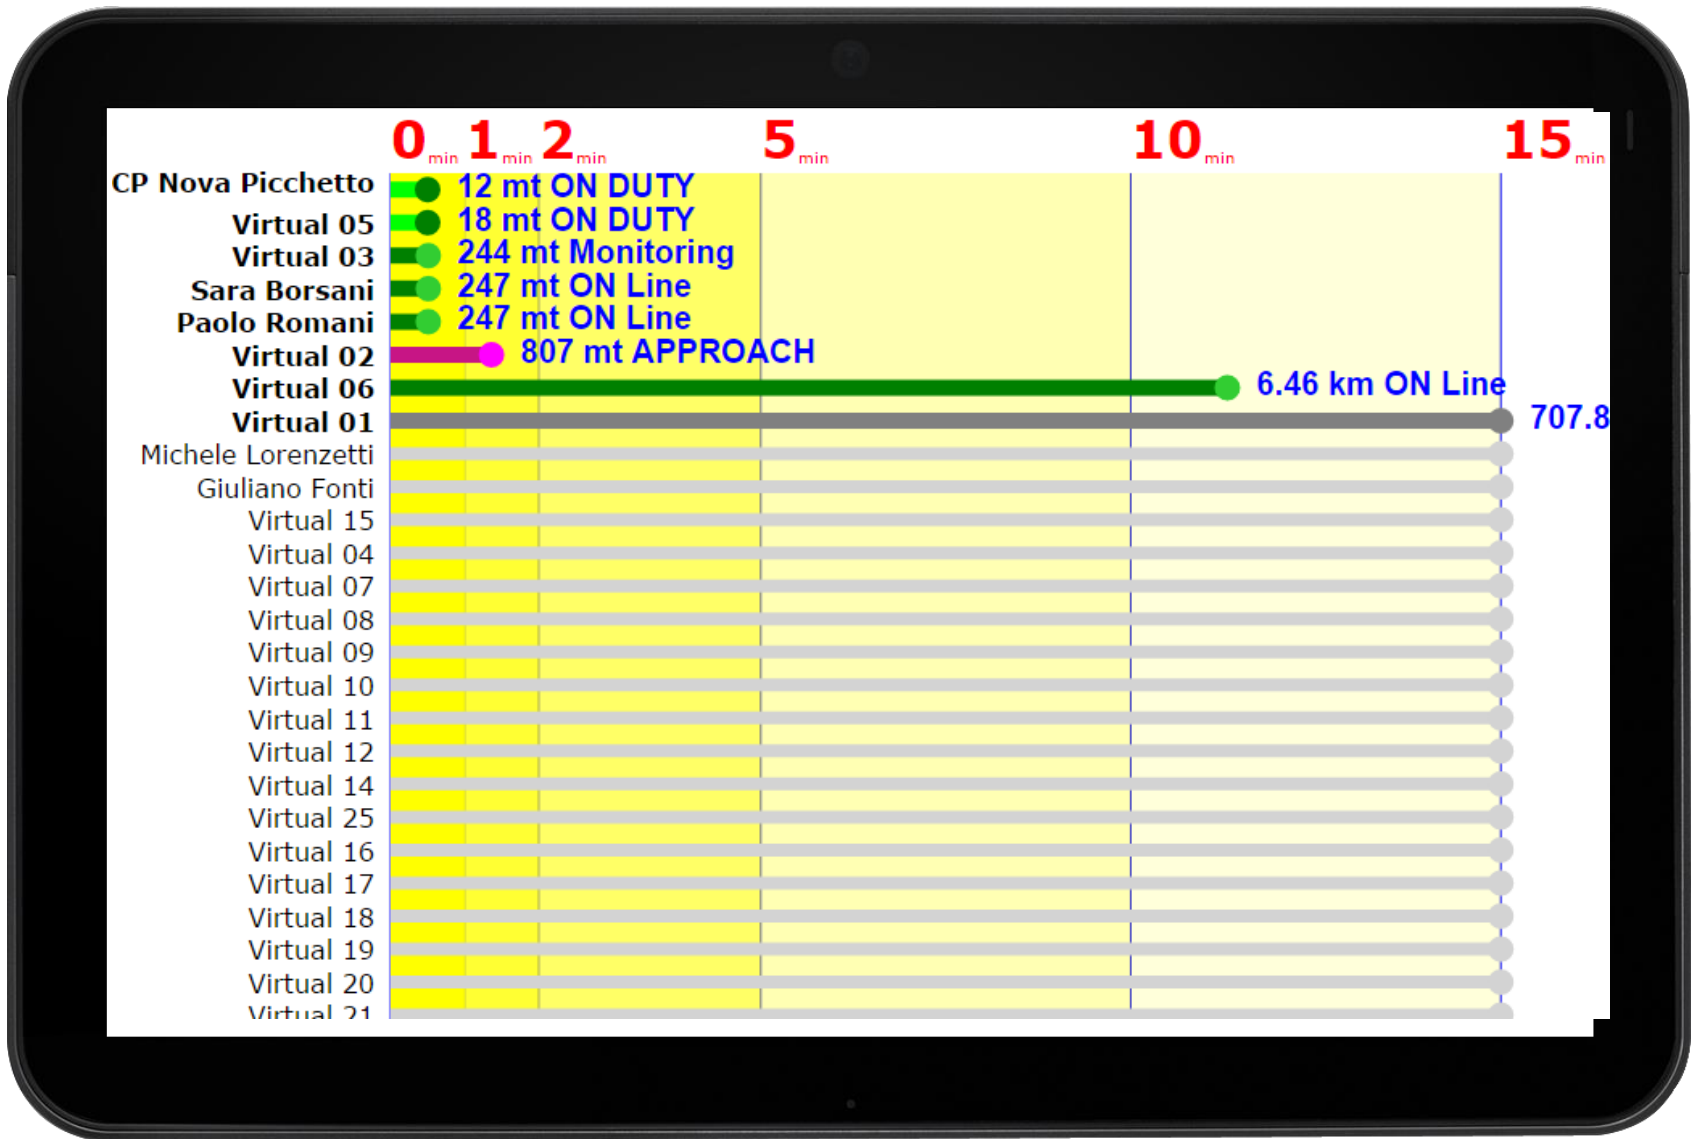 0 min 1 min 2 min 5 min 10 min 15 min
CP Nova Picchetto 12 mt ON DUTY
Virtual 05 18 mt ON DUTY
Virtual 03 244 mt Monitoring
Sara Borsani 247 mt ON Line
Paolo Romani 247 mt ON Line
Virtual 02 807 mt APPROACH
Virtual 06 6.46 km ON Line
Virtual 01 707.8
Michele Lorenzetti
Giuliano Fonti
Virtual 15
Virtual 04
Virtual 07
Virtual 08
Virtual 09
Virtual 10
Virtual 11
Virtual 12
Virtual 14
Virtual 25
Virtual 16
Virtual 17
Virtual 18
Virtual 19
Virtual 20
Virtual 21